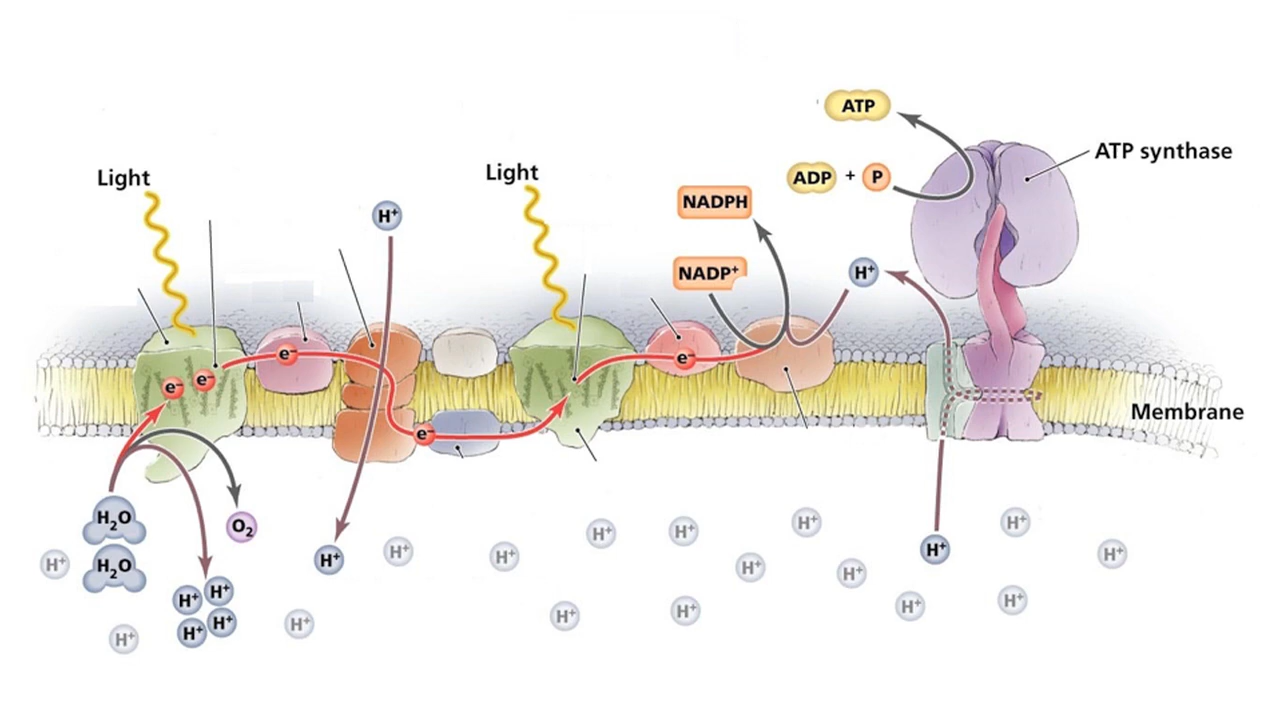 ATP
ATP synthase
Light
Light
ADP + P
NADPH
H⁺
NADP⁺
H⁺
e⁻
e⁻
e⁻
e⁻
Membrane
e⁻
H₂O
O₂
H⁺
H⁺
H⁺
H⁺
H⁺
H⁺
H⁺
H⁺
H₂O
H⁺
H⁺
H⁺
H⁺
H⁺
H⁺
H⁺
H⁺
H⁺
H⁺
H⁺
H⁺
H⁺
H⁺